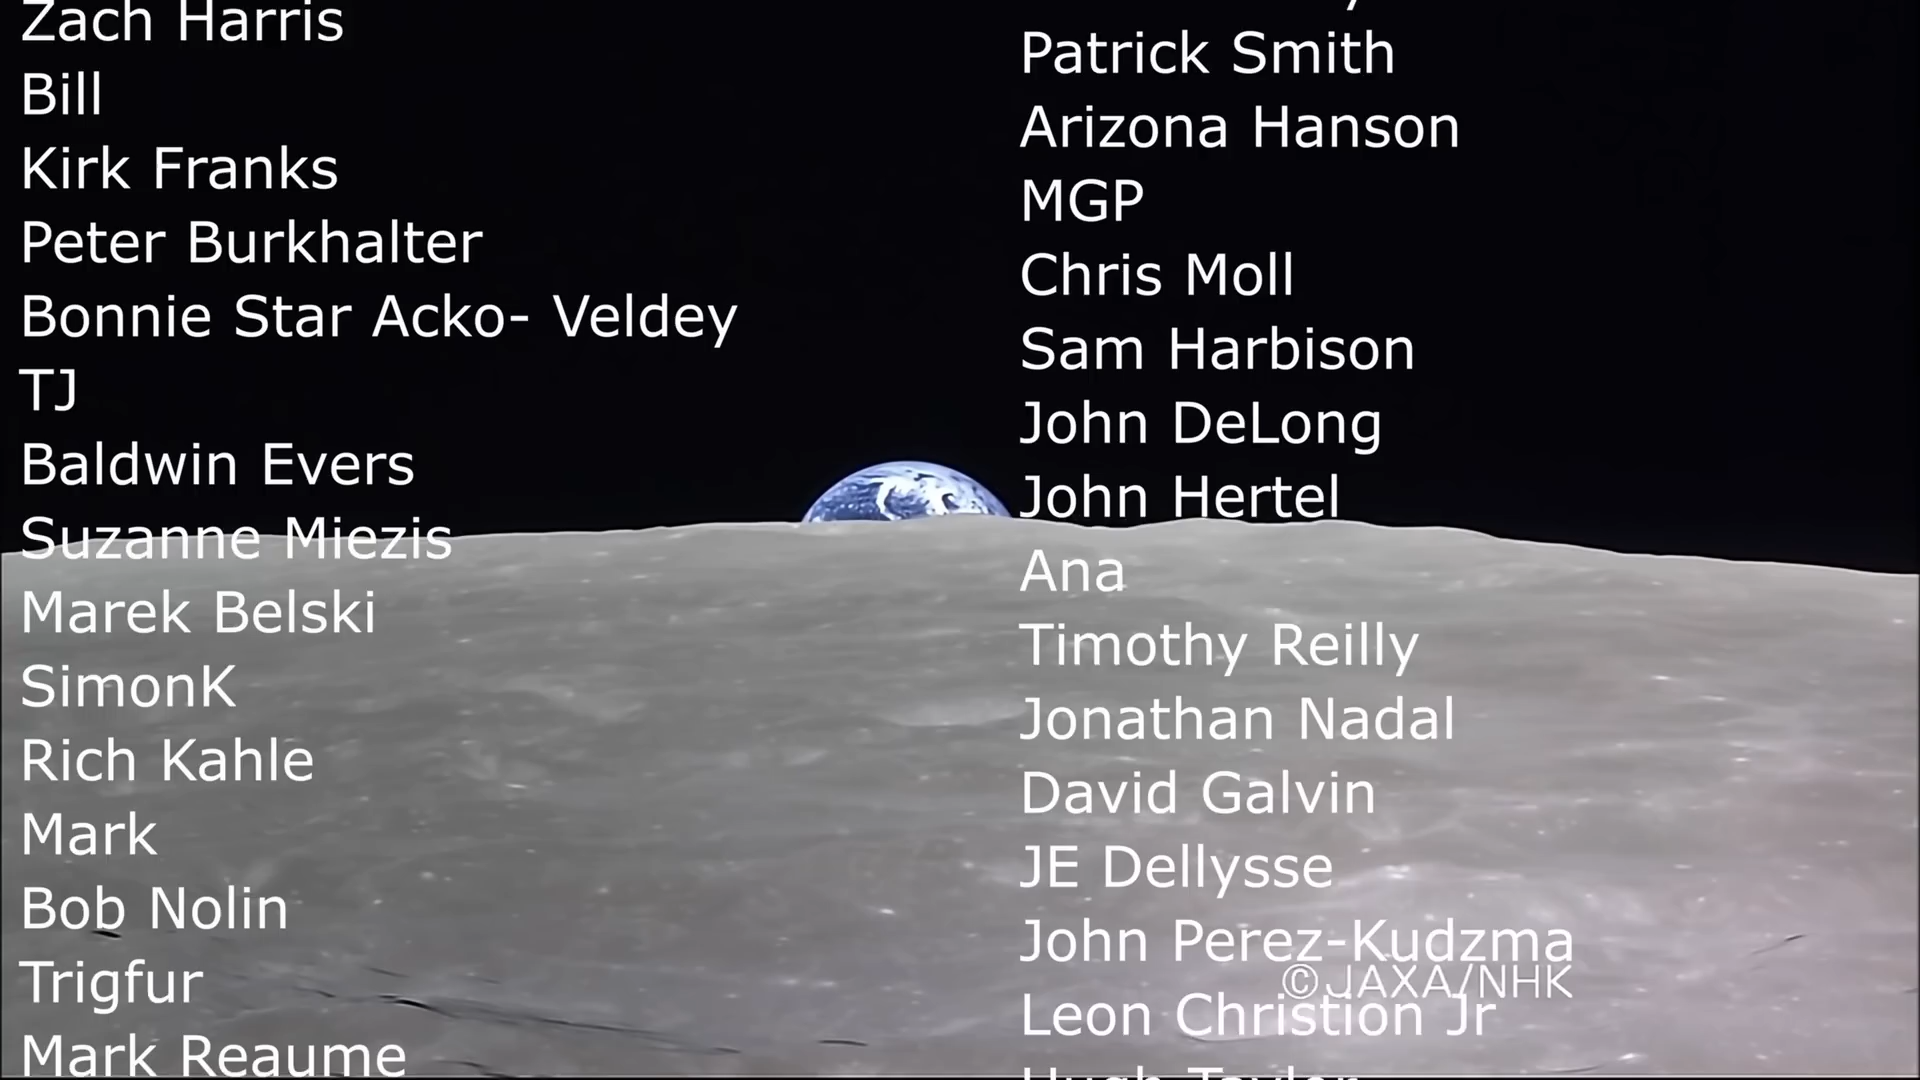 Zach Harris
Bill
Kirk Franks
Peter Burkhalter
Bonnie Star Acko- Veldey
TJ
Baldwin Evers
Suzanne Miezis
Marek Belski
SimonK
Rich Kahle
Mark
Bob Nolin
Trigfur
Mark Reaume
Patrick Smith
Arizona Hanson
MGP
Chris Moll
Sam Harbison
John DeLong
John Hertel
Ana
Timothy Reilly
Jonathan Nadal
David Galvin
JE Dellysse
John Perez-Kudzma
©JAXA/NHK
Leon Christion Jr
Hugh Taylor